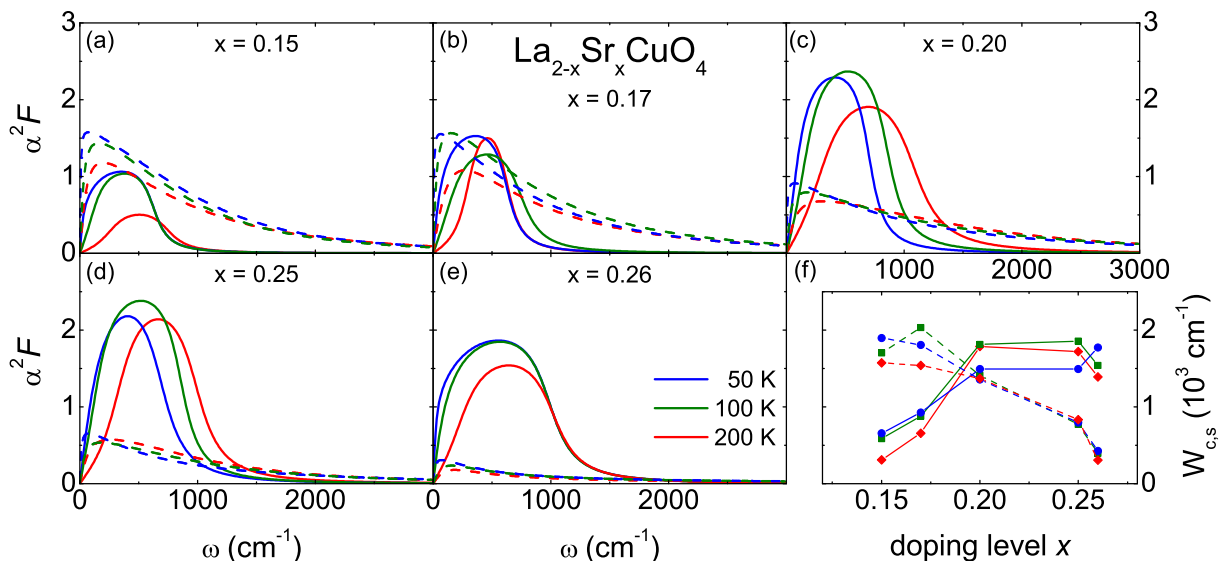 (a) x = 0.15
(b) La2-xSrxCuO4
x = 0.17
(c) x = 0.20
3
2
1
0
α²F
3
2
1
0
1000 2000 3000
(d) x = 0.25
(e) x = 0.26
(f)
α²F
2
1
0
0 1000 2000
0 1000 2000
ω (cm⁻¹)
ω (cm⁻¹)
50 K
100 K
200 K
2
1
0
W c,s (10³ cm⁻¹)
0.15 0.20 0.25
doping level x